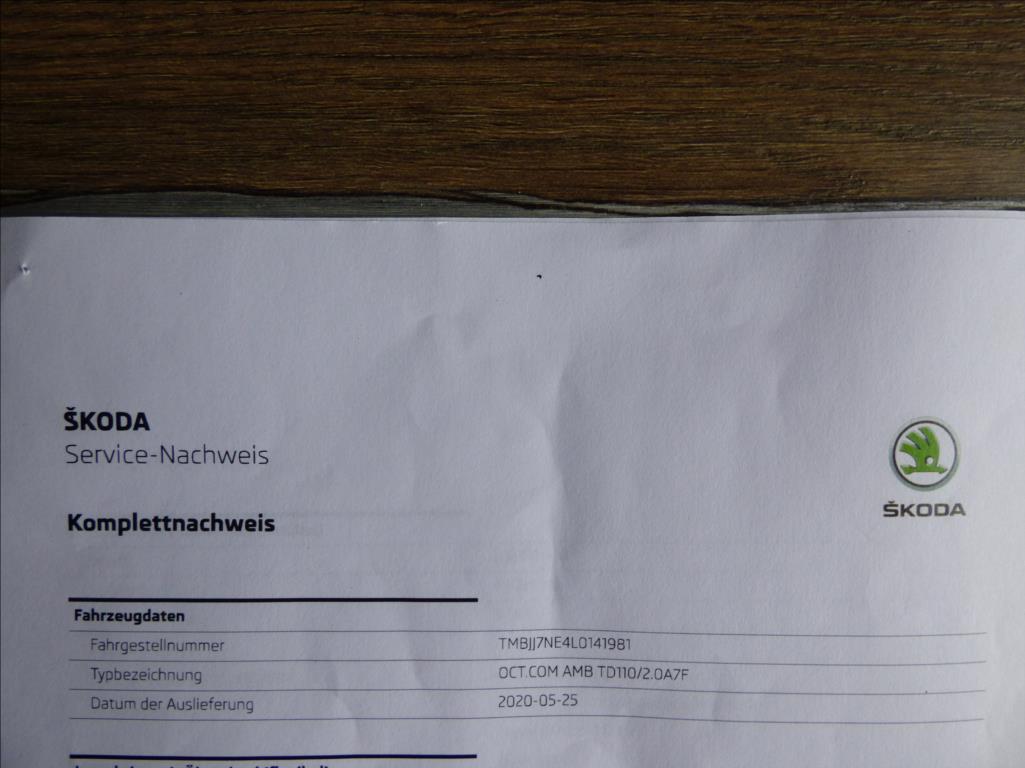 ŠKODA
Service-Nachweis
ŠKODA
Komplettnachweis
Fahrzeugdaten
Fahrgestellnummer TMBJJ7NE4L0141981
Typbezeichnung OCT.COM AMB TD110/2.0A7F
Datum der Auslieferung 2020-05-25